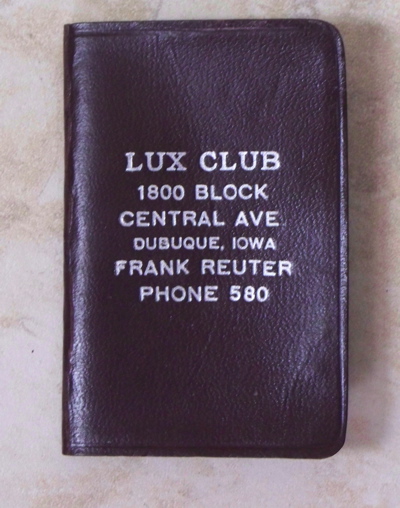 LUX CLUB
1800 BLOCK
CENTRAL AVE.
DUBUQUE, IOWA
FRANK REUTER
PHONE 580